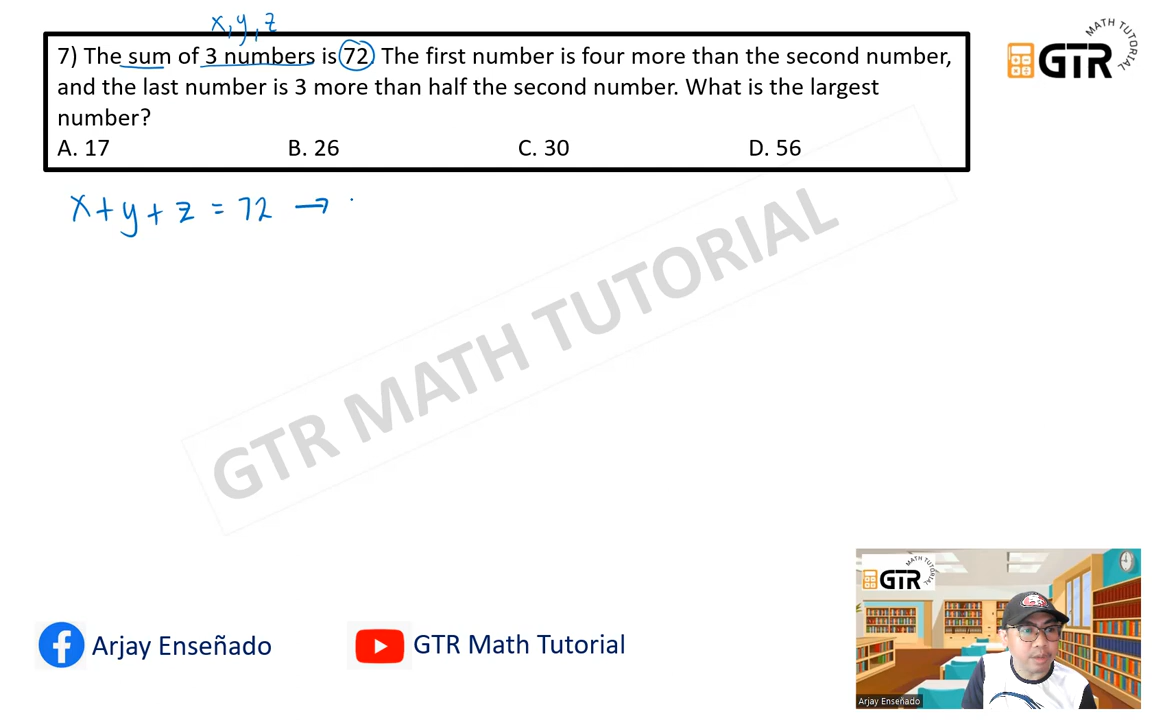 x, y, z
7) The sum of 3 numbers is 72. The first number is four more than the second number,
and the last number is 3 more than half the second number. What is the largest
number?
A. 17 B. 26 C. 30 D. 56
x + y + z = 72 →
GTR MATH TUTORIAL
GTR MATH TUTORIAL
GTR MATH TUTORIAL
Arjay Enseñado
GTR Math Tutorial
Arjay Enseñado